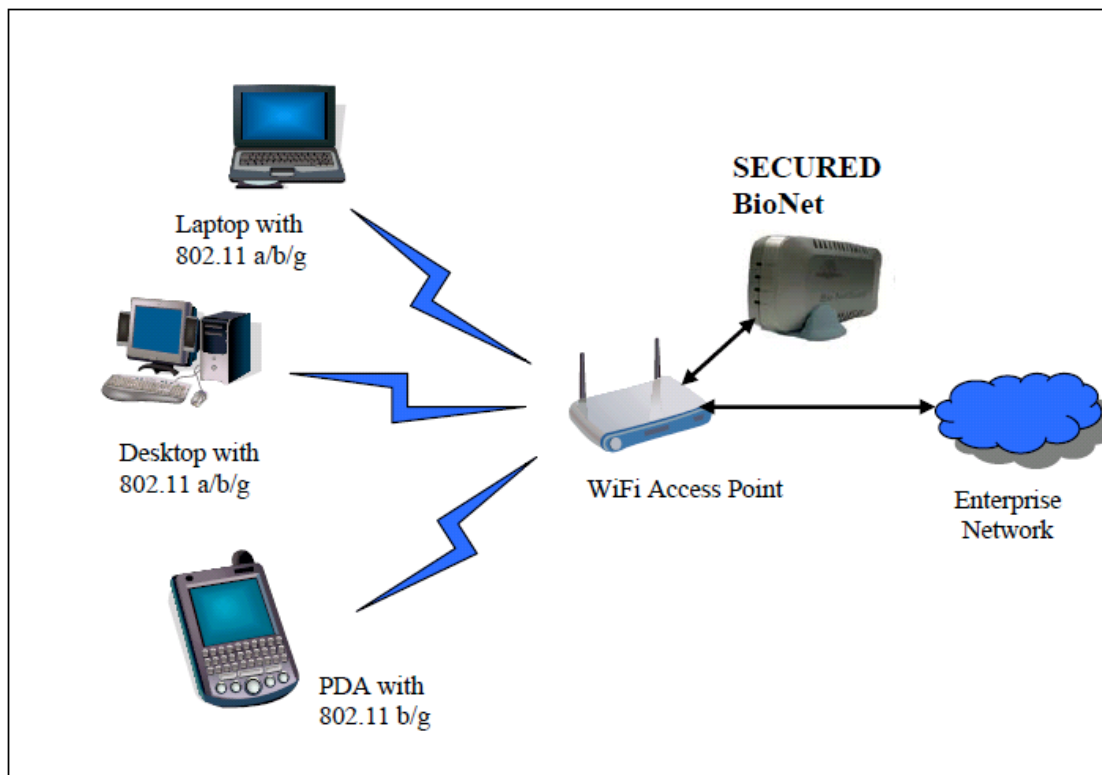 Laptop with
802.11 a/b/g
SECURED
BioNet
Desktop with
802.11 a/b/g
WiFi Access Point
Enterprise
Network
PDA with
802.11 b/g